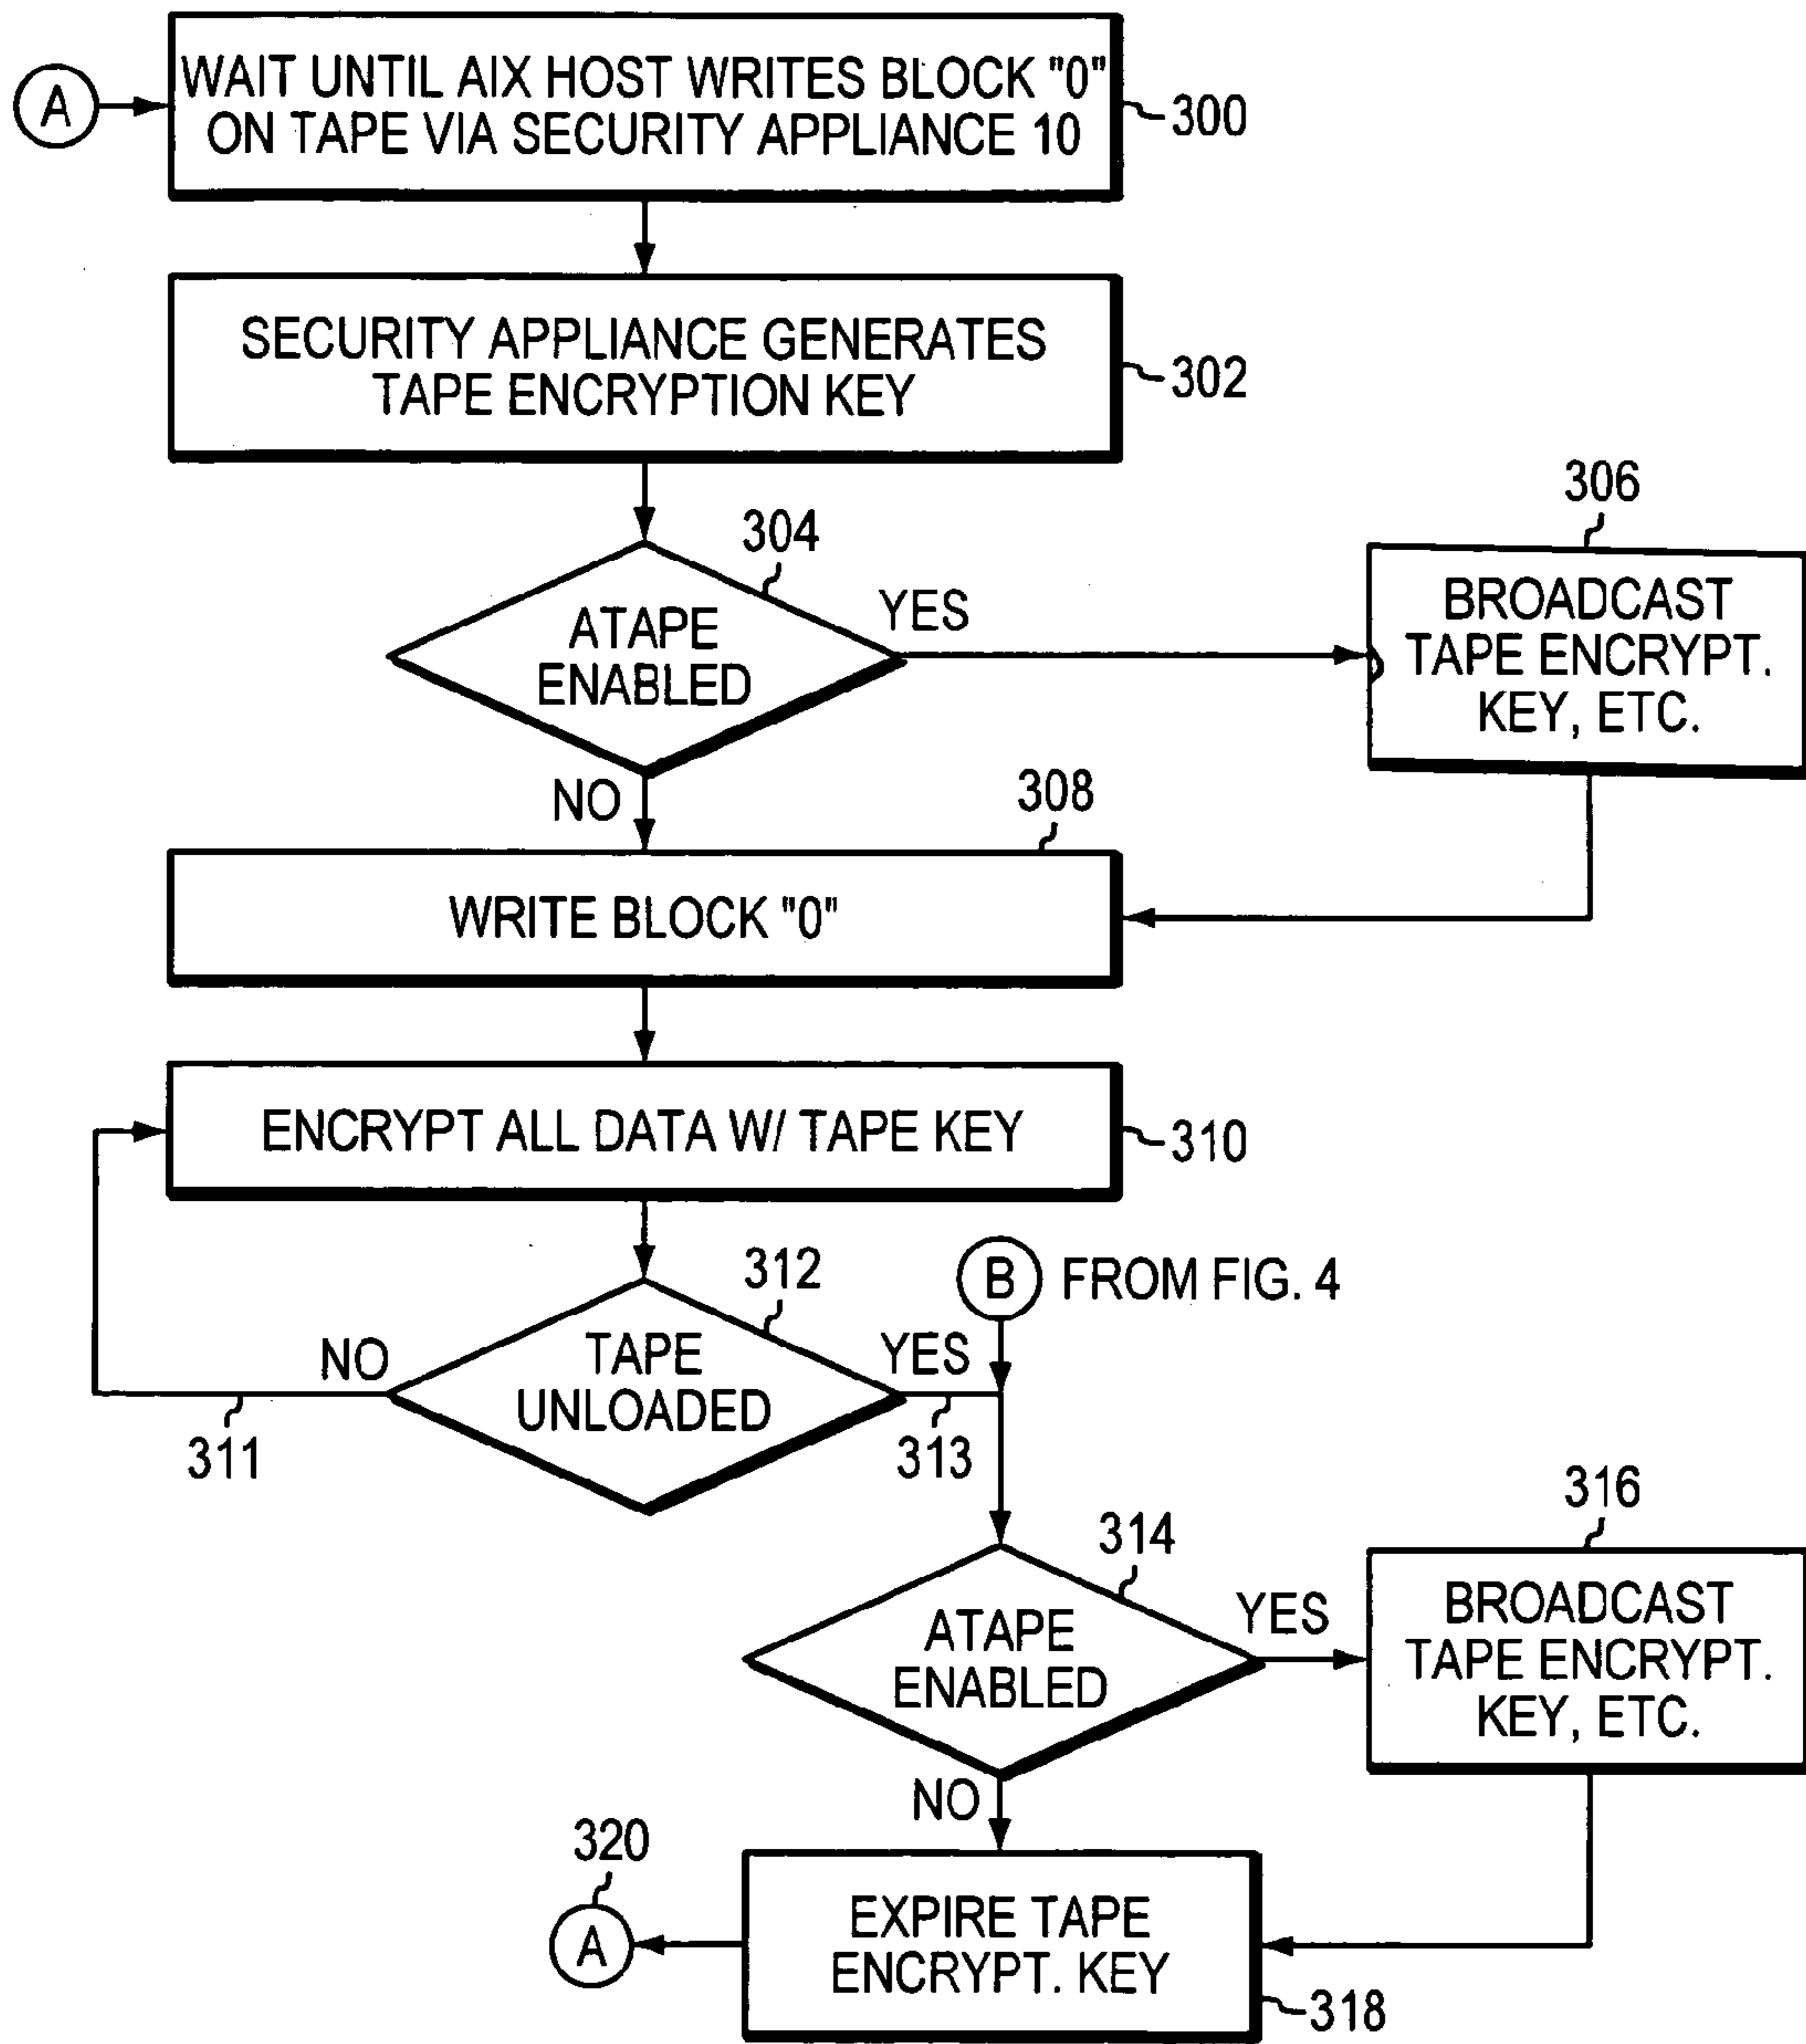 A
WAIT UNTIL AIX HOST WRITES BLOCK "0"
ON TAPE VIA SECURITY APPLIANCE 10
300
SECURITY APPLIANCE GENERATES
TAPE ENCRYPTION KEY
302
304
ATAPE
ENABLED
YES
NO
306
BROADCAST
TAPE ENCRYPT.
KEY, ETC.
308
WRITE BLOCK "0"
ENCRYPT ALL DATA W/ TAPE KEY
310
312
TAPE
UNLOADED
NO
311
YES
313
B FROM FIG. 4
314
ATAPE
ENABLED
YES
NO
316
BROADCAST
TAPE ENCRYPT.
KEY, ETC.
EXPIRE TAPE
ENCRYPT. KEY
318
320
A